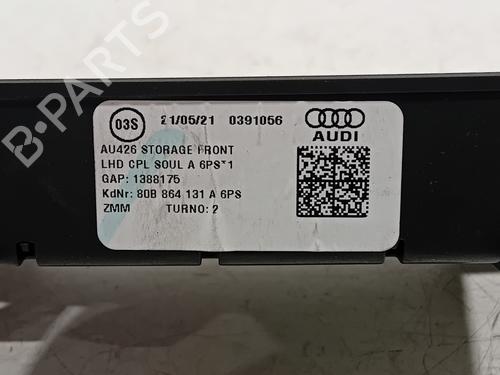 03S 21/05/21 0391056
AUDI
AU426 STORAGE FRONT
LHD CPL SOUL A 6PS*1
GAP: 1388175
KdNr: 80B 864 131 A 6PS
ZMM TURNO: 2
B-PARTS